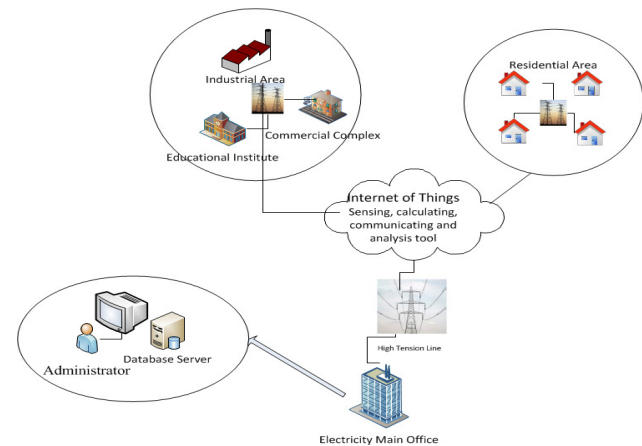 Industrial Area
Commercial Complex
Educational Institute
Residential Area
Internet of Things
Sensing, calculating,
communicating and
analysis tool
High Tension Line
Database Server
Administrator
Electricity Main Office